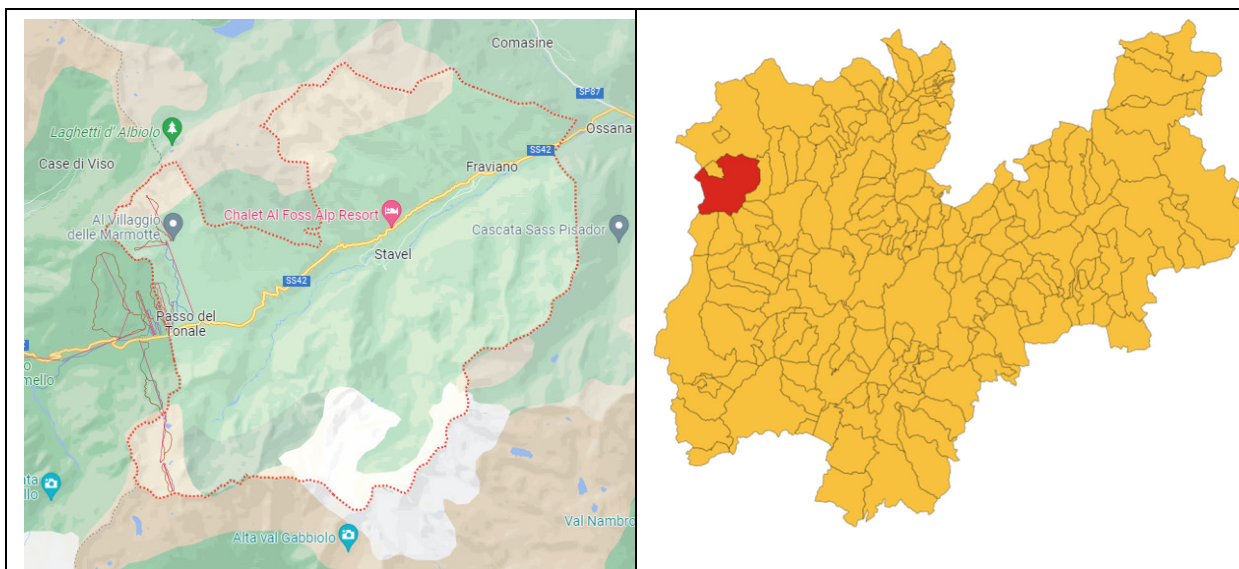 Comasine
SP87
Laghetti d' Albiolo
Ossana
SS42
Case di Viso
Fraviano
Chalet Al Foss Alp Resort
Al Villaggio
delle Marmotte
Cascata Sass Pisador
Stavel
SS42
Passo del
Tonale
Alta val Gabbiolo
Val Nambro